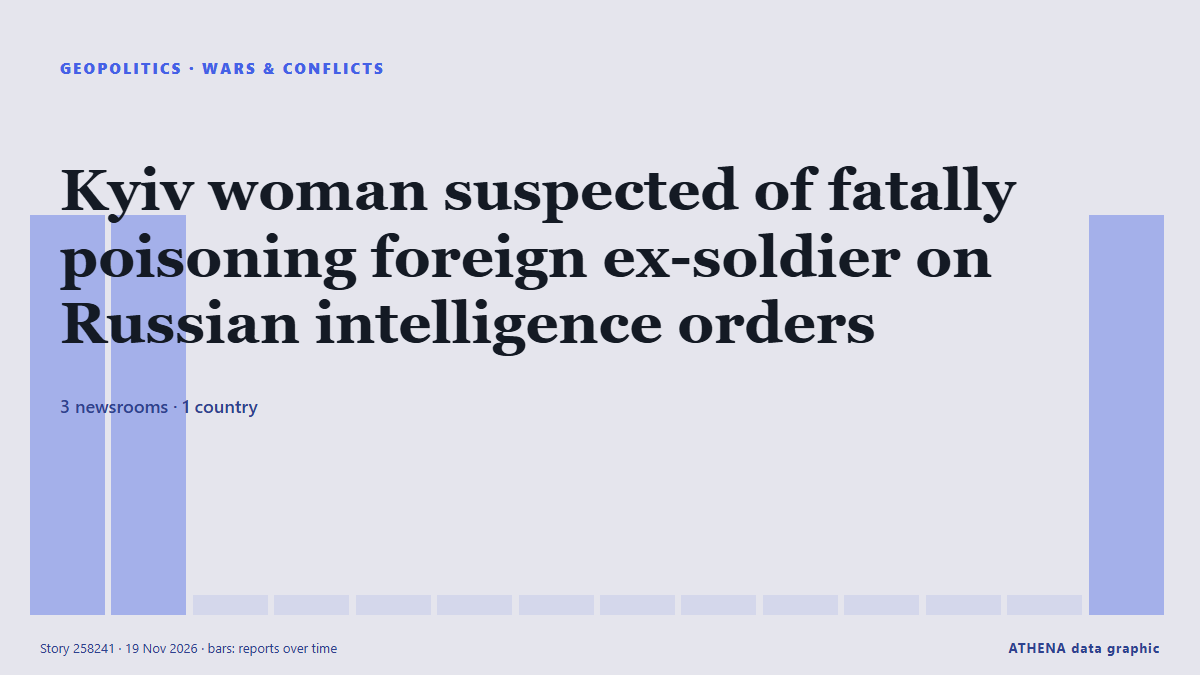 GEOPOLITICS · WARS & CONFLICTS
Kyiv woman suspected of fatally
poisoning foreign ex-soldier on
Russian intelligence orders
3 newsrooms · 1 country
Story 258241 · 19 Nov 2026 · bars: reports over time
ATHENA data graphic